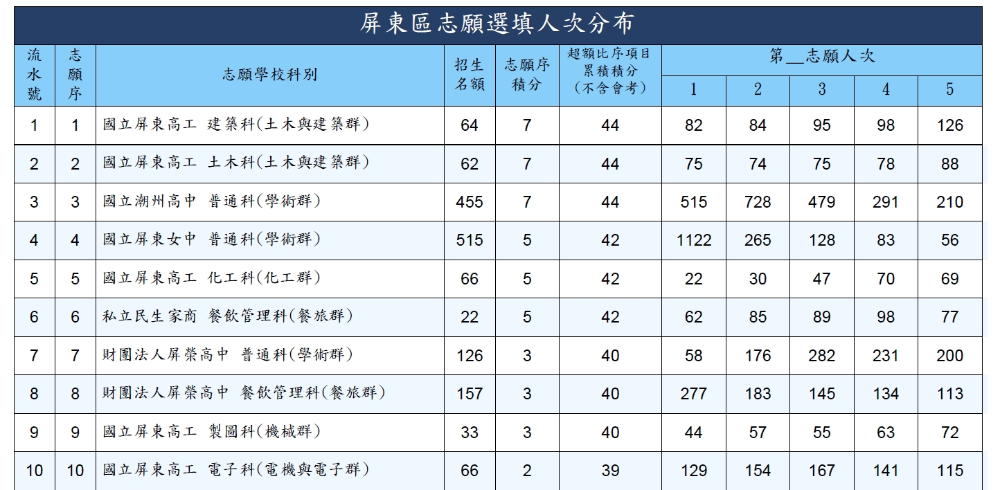 屏東區志願選填人次分布
流水號 志願序 志願學校科別 招生名額 志願序積分 超額比序項目累積積分(不含會考) 第__志願人次
1 2 3 4 5
1 1 國立屏東高工 建築科(土木與建築群) 64 7 44 82 84 95 98 126
2 2 國立屏東高工 土木科(土木與建築群) 62 7 44 75 74 75 78 88
3 3 國立潮州高中 普通科(學術群) 455 7 44 515 728 479 291 210
4 4 國立屏東女中 普通科(學術群) 515 5 42 1122 265 128 83 56
5 5 國立屏東高工 化工科(化工群) 66 5 42 22 30 47 70 69
6 6 私立民生家商 餐飲管理科(餐旅群) 22 5 42 62 85 89 98 77
7 7 財團法人屏榮高中 普通科(學術群) 126 3 40 58 176 282 231 200
8 8 財團法人屏榮高中 餐飲管理科(餐旅群) 157 3 40 277 183 145 134 113
9 9 國立屏東高工 製圖科(機械群) 33 3 40 44 57 55 63 72
10 10 國立屏東高工 電子科(電機與電子群) 66 2 39 129 154 167 141 115